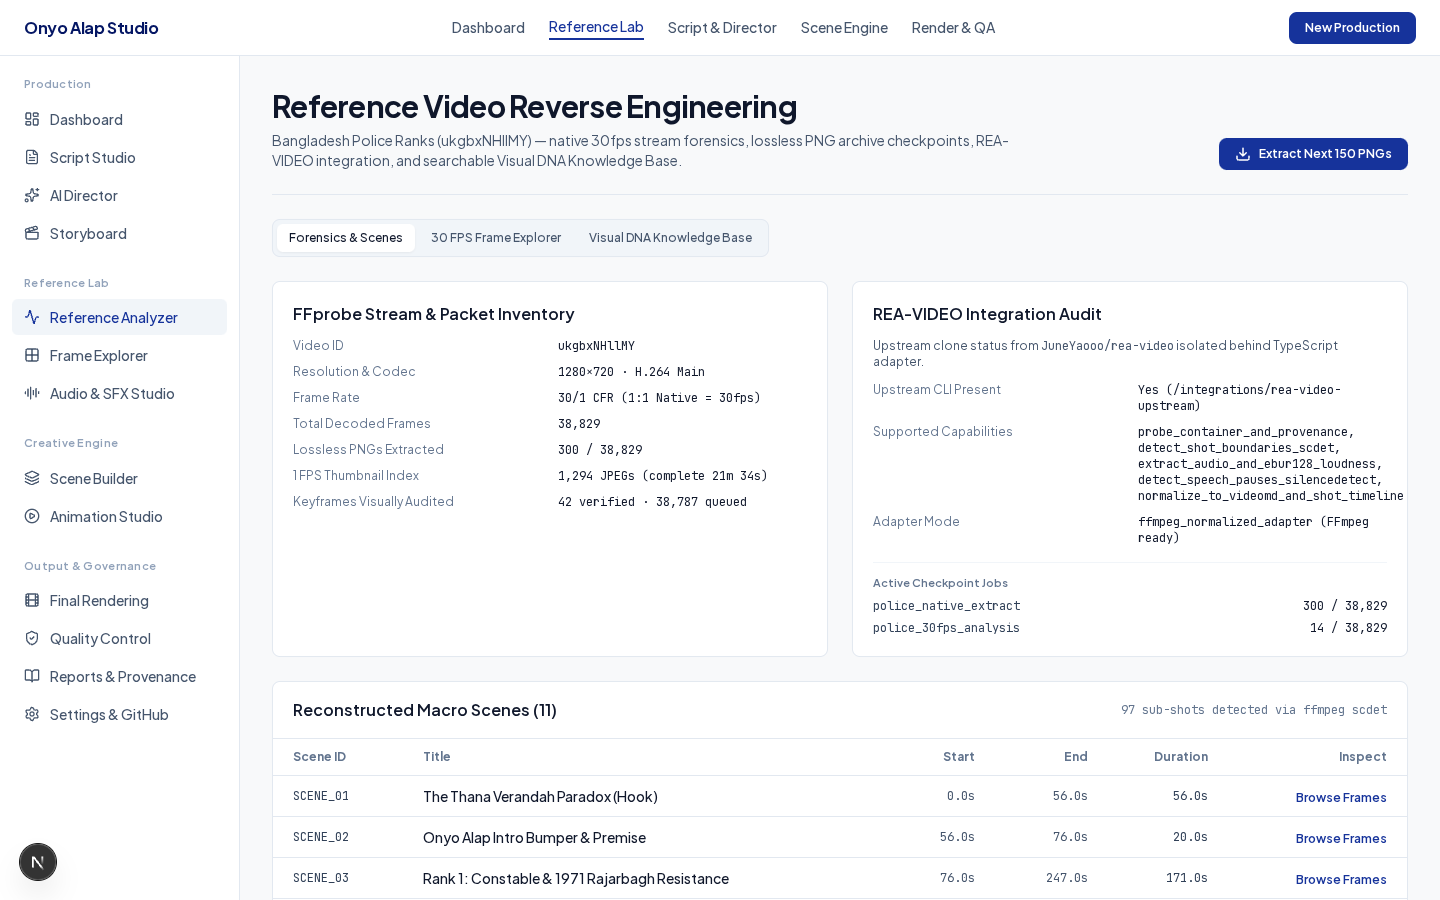 Onyo Alap Studio
Dashboard
Reference Lab
Script & Director
Scene Engine
Render & QA
New Production
Production
Dashboard
Script Studio
AI Director
Storyboard
Reference Lab
Reference Analyzer
Frame Explorer
Audio & SFX Studio
Creative Engine
Scene Builder
Animation Studio
Output & Governance
Final Rendering
Quality Control
Reports & Provenance
Settings & GitHub
N
Reference Video Reverse Engineering
Bangladesh Police Ranks (ukgbxNHllMY) — native 30fps stream forensics, lossless PNG archive checkpoints, REA-
VIDEO integration, and searchable Visual DNA Knowledge Base.
Extract Next 150 PNGs
Forensics & Scenes
30 FPS Frame Explorer
Visual DNA Knowledge Base
FFprobe Stream & Packet Inventory
Video ID ukgbxNHllMY
Resolution & Codec 1280×720 · H.264 Main
Frame Rate 30/1 CFR (1:1 Native = 30fps)
Total Decoded Frames 38,829
Lossless PNGs Extracted 300 / 38,829
1 FPS Thumbnail Index 1,294 JPEGs (complete 21m 34s)
Keyframes Visually Audited 42 verified · 38,787 queued
REA-VIDEO Integration Audit
Upstream clone status from JuneYaooo/rea-video isolated behind TypeScript
adapter.
Upstream CLI Present Yes (/integrations/rea-video-
upstream)
Supported Capabilities probe_container_and_provenance,
detect_shot_boundaries_scdet,
extract_audio_and_ebur128_loudness,
detect_speech_pauses_silencedetect,
normalize_to_videomd_and_shot_timeline
Adapter Mode ffmpeg_normalized_adapter (FFmpeg
ready)
Active Checkpoint Jobs
police_native_extract 300 / 38,829
police_30fps_analysis 14 / 38,829
Reconstructed Macro Scenes (11)
97 sub-shots detected via ffmpeg scdet
Scene ID Title Start End Duration Inspect
SCENE_01 The Thana Verandah Paradox (Hook) 0.0s 56.0s 56.0s Browse Frames
SCENE_02 Onyo Alap Intro Bumper & Premise 56.0s 76.0s 20.0s Browse Frames
SCENE_03 Rank 1: Constable & 1971 Rajarbagh Resistance 76.0s 247.0s 171.0s Browse Frames